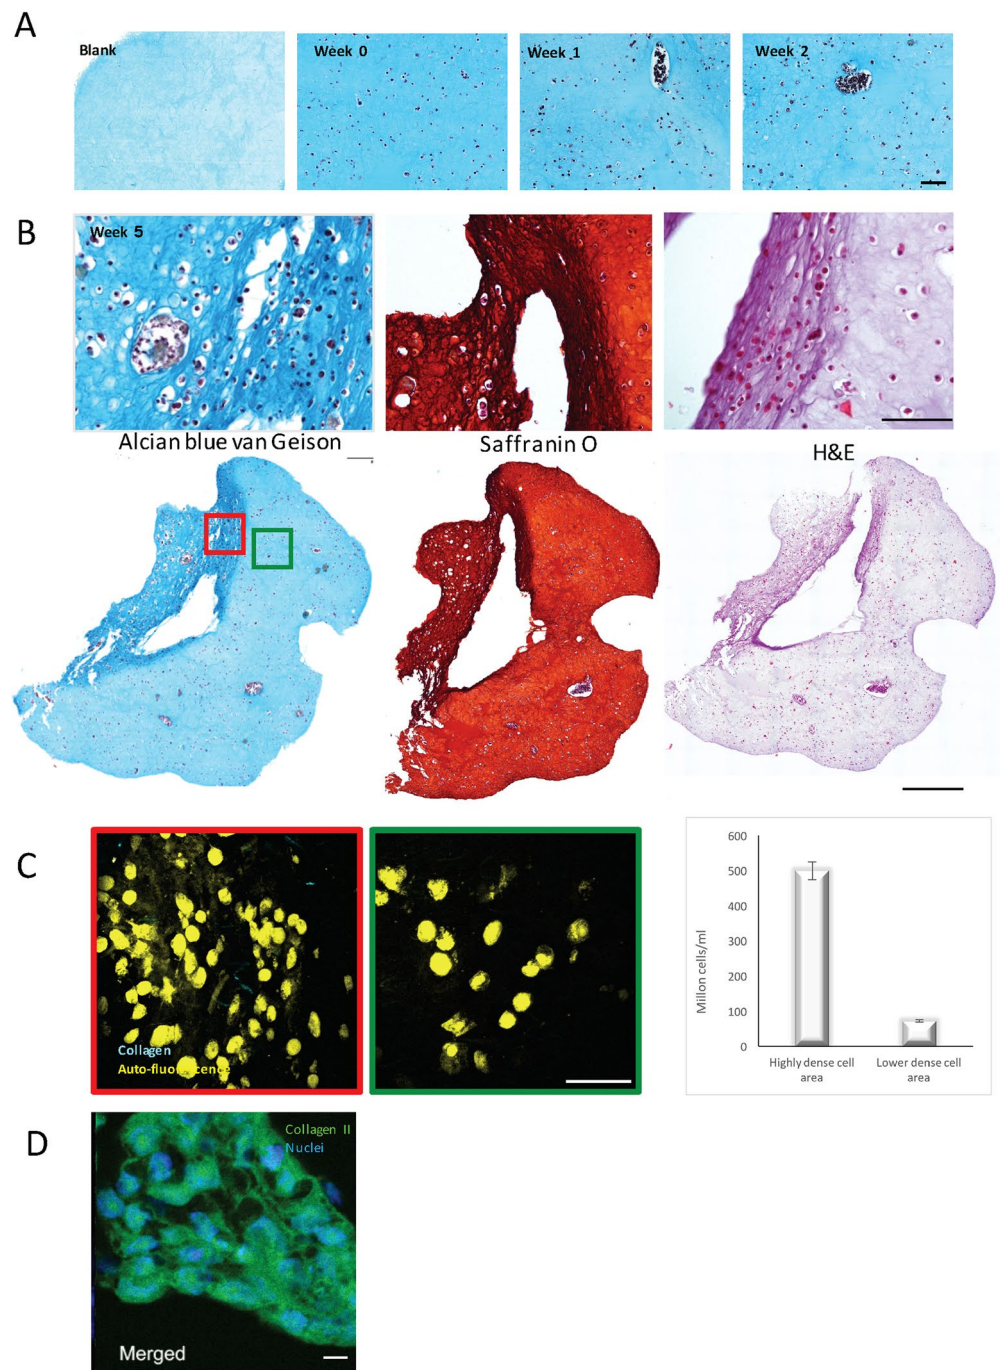 A
Blank
Week 0
Week 1
Week 2
B
Week 5
Alcian blue van Geison
Saffranin O
H&E
C
Collagen
Auto-fluorescence
600
500
400
300
200
100
0
Millon cells/ml
Highly dense cell
area
Lower dense cell
area
D
Collagen II
Nuclei
Merged